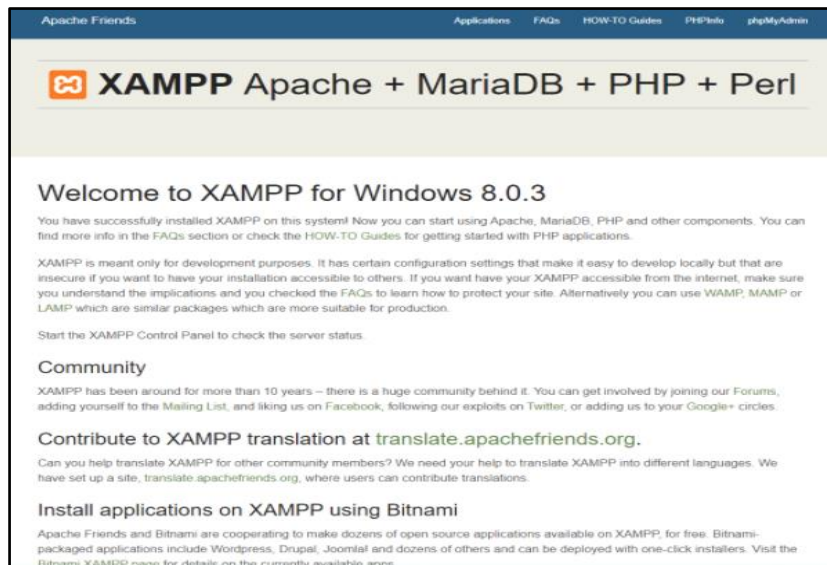 Apache Friends Applications FAQs HOW-TO Guides PHPInfo phpMyAdmin
XAMPP Apache + MariaDB + PHP + Perl
Welcome to XAMPP for Windows 8.0.3
You have successfully installed XAMPP on this system! Now you can start using Apache, MariaDB, PHP and other components. You can
find more info in the FAQs section or check the HOW-TO Guides for getting started with PHP applications.
XAMPP is meant only for development purposes. It has certain configuration settings that make it easy to develop locally but that are
insecure if you want to have your installation accessible to others. If you want have your XAMPP accessible from the internet, make sure
you understand the implications and you checked the FAQs to learn how to protect your site. Alternatively you can use WAMP, MAMP or
LAMP which are similar packages which are more suitable for production.
Start the XAMPP Control Panel to check the server status.
Community
XAMPP has been around for more than 10 years – there is a huge community behind it. You can get involved by joining our Forums,
adding yourself to the Mailing List, and liking us on Facebook, following our exploits on Twitter, or adding us to your Google+ circles.
Contribute to XAMPP translation at translate.apachefriends.org.
Can you help translate XAMPP for other community members? We need your help to translate XAMPP into different languages. We
have set up a site, translate.apachefriends.org, where users can contribute translations.
Install applications on XAMPP using Bitnami
Apache Friends and Bitnami are cooperating to make dozens of open source applications available on XAMPP, for free. Bitnami-
packaged applications include Wordpress, Drupal, Joomla! and dozens of others and can be deployed with one-click installers. Visit the
Bitnami XAMPP page for details on the currently available apps.